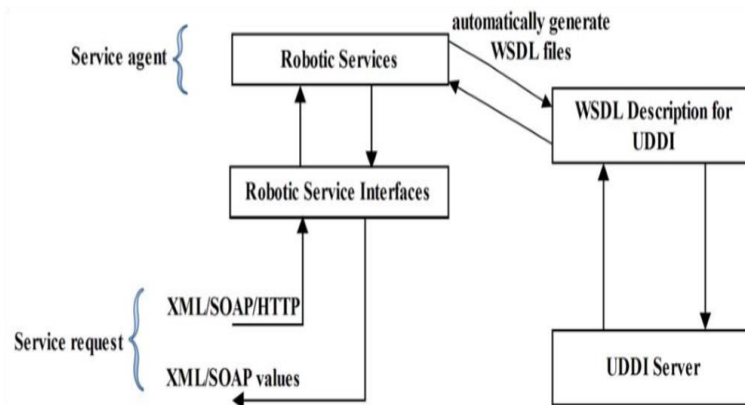 automatically generate
WSDL files
Service agent
Robotic Services
WSDL Description for
UDDI
Robotic Service Interfaces
XML/SOAP/HTTP
Service request
XML/SOAP values
UDDI Server